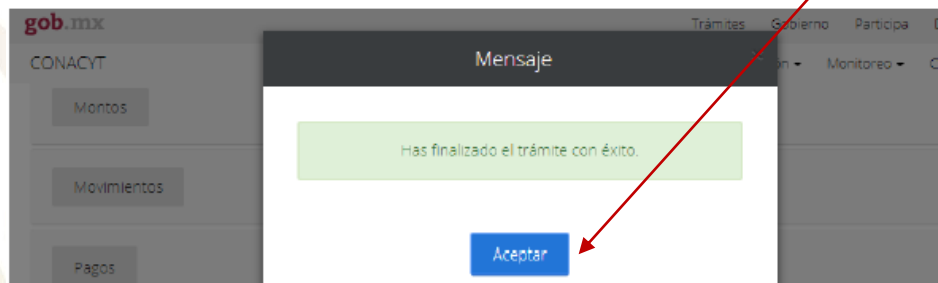 gob.mx
Trámites Gobierno Participa
CONACYT
Mensaje
Monitoreo
Montos
Has finalizado el trámite con éxito.
Movimientos
Aceptar
Pagos